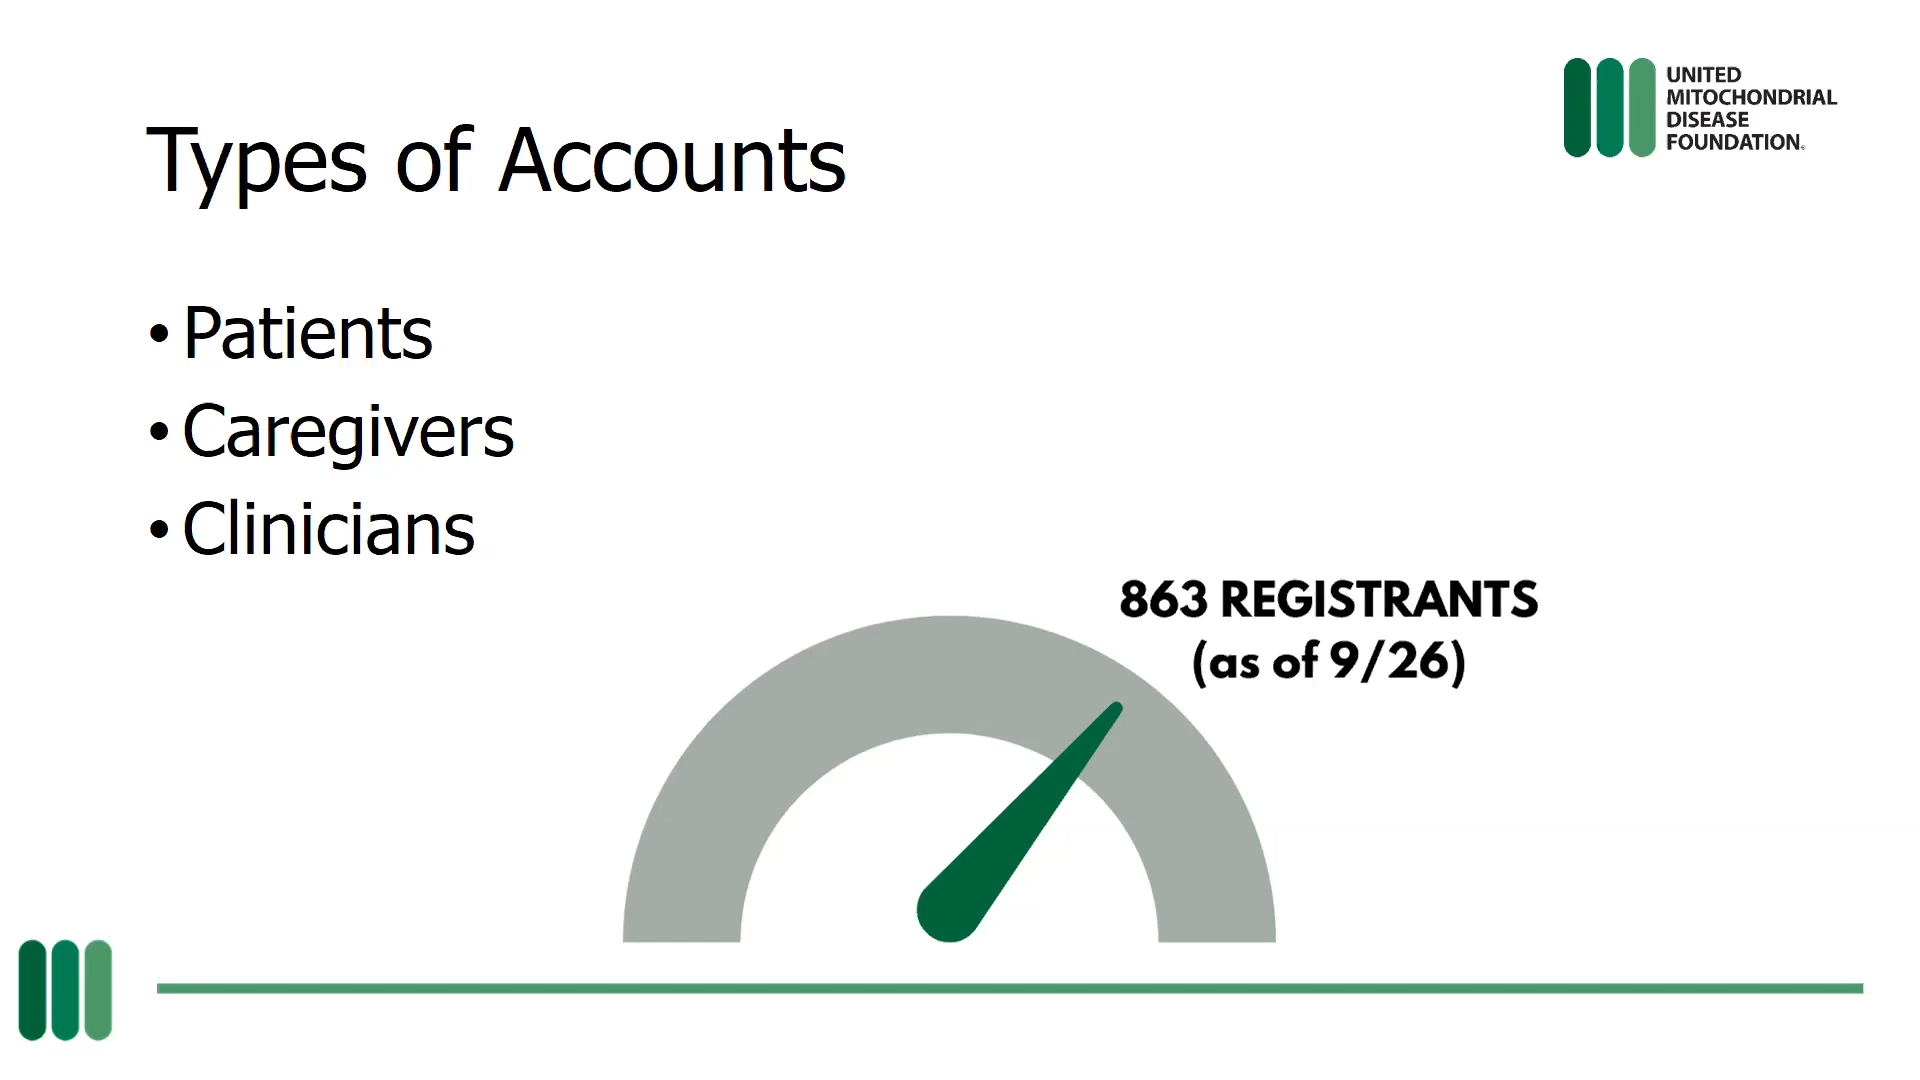 UNITED
MITOCHONDRIAL
DISEASE
FOUNDATION.
Types of Accounts
• Patients
• Caregivers
• Clinicians
863 REGISTRANTS
(as of 9/26)